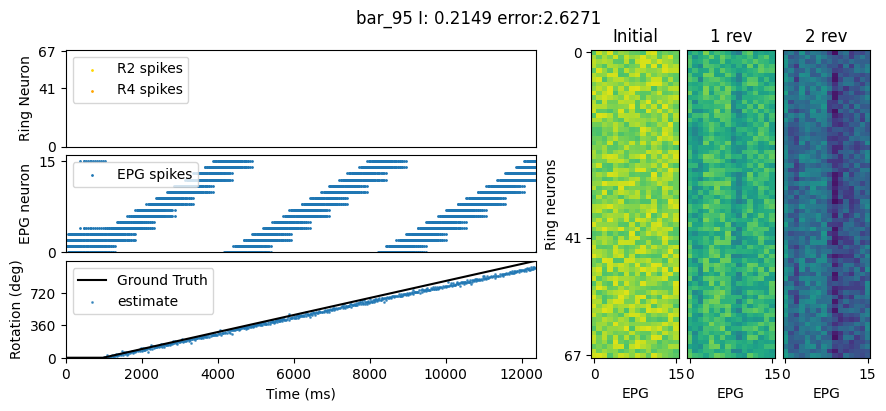 bar_95 I: 0.2149 error:2.6271
Ring Neuron
67
41
0
R2 spikes
R4 spikes
EPG neuron
15
0
EPG spikes
Rotation (deg)
720
360
0
Ground Truth
estimate
0 2000 4000 6000 8000 10000 12000
Time (ms)
Initial 1 rev 2 rev
Ring neurons
0
41
67
0 15 0 15 0 15
EPG EPG EPG